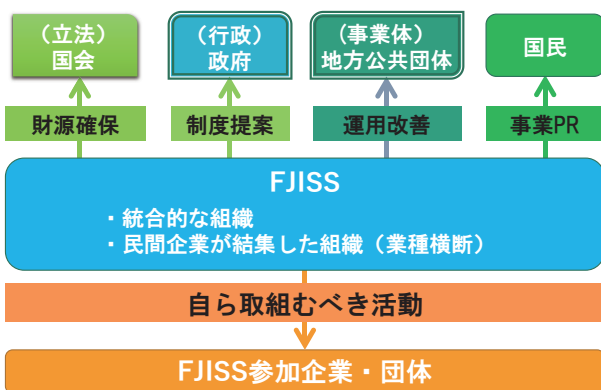 （立法）
国会
（行政）
政府
（事業体）
地方公共団体
国民
財源確保
制度提案
運用改善
事業PR
FJISS
・統合的な組織
・民間企業が結集した組織（業種横断）
自ら取組むべき活動
FJISS参加企業・団体